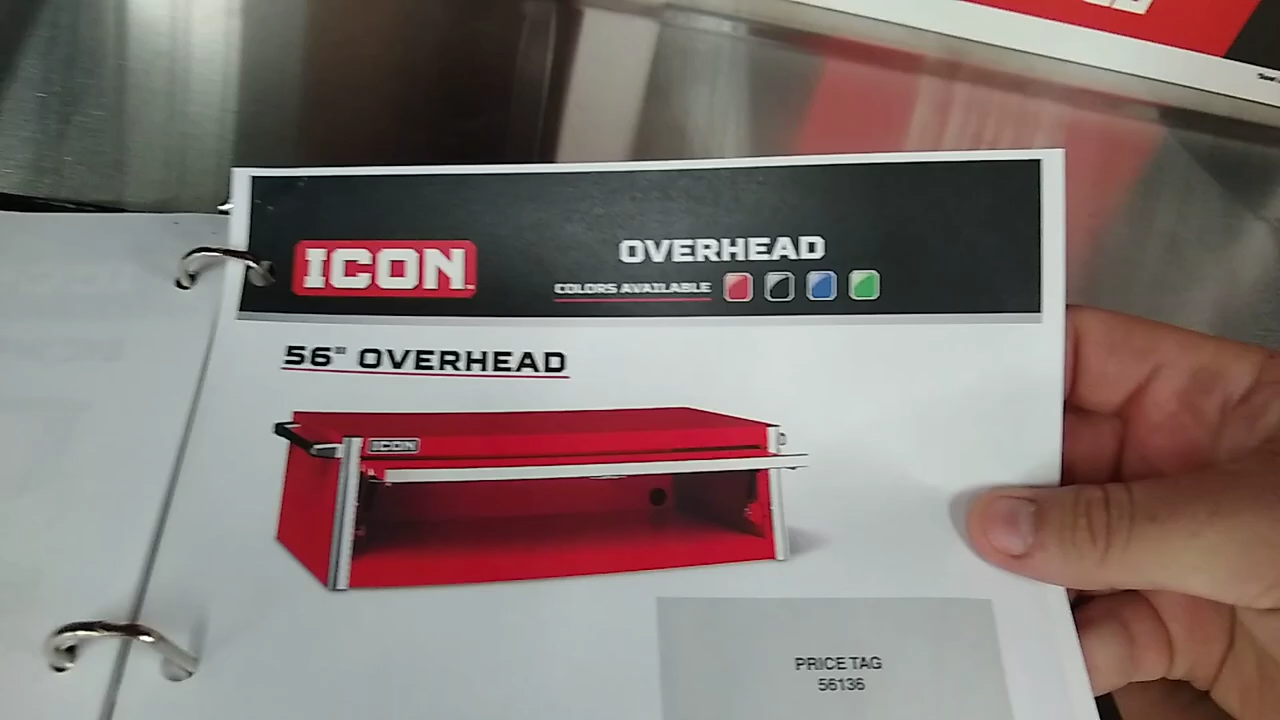 ICON
OVERHEAD
COLORS AVAILABLE
56" OVERHEAD
ICON
PRICE TAG
56136